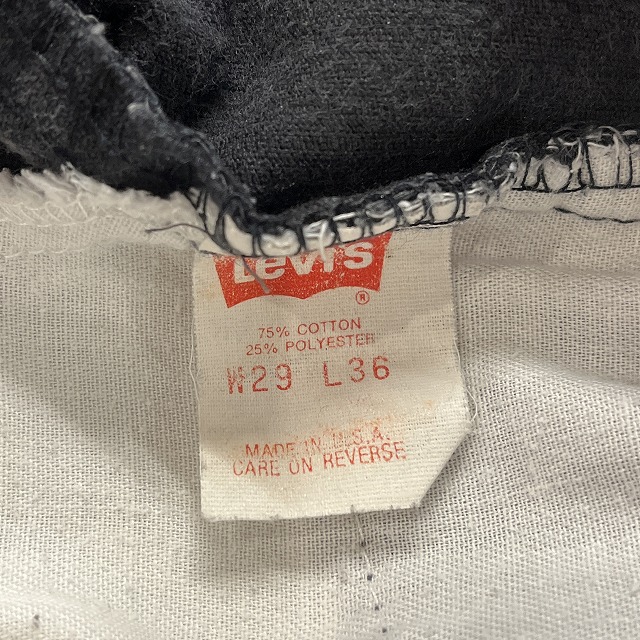 Levi's
®
75% COTTON
25% POLYESTER
W29 L36
MADE IN U.S.A.
CARE ON REVERSE